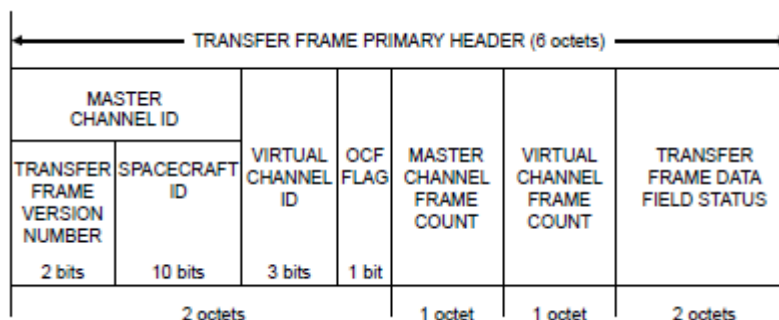 TRANSFER FRAME PRIMARY HEADER (6 octets)
MASTER
CHANNEL ID
TRANSFER
FRAME
VERSION
NUMBER
2 bits
SPACECRAFT
ID
10 bits
VIRTUAL
CHANNEL
ID
3 bits
OCF
FLAG
1 bit
MASTER
CHANNEL
FRAME
COUNT
VIRTUAL
CHANNEL
FRAME
COUNT
TRANSFER
FRAME DATA
FIELD STATUS
2 octets
1 octet
1 octet
2 octets